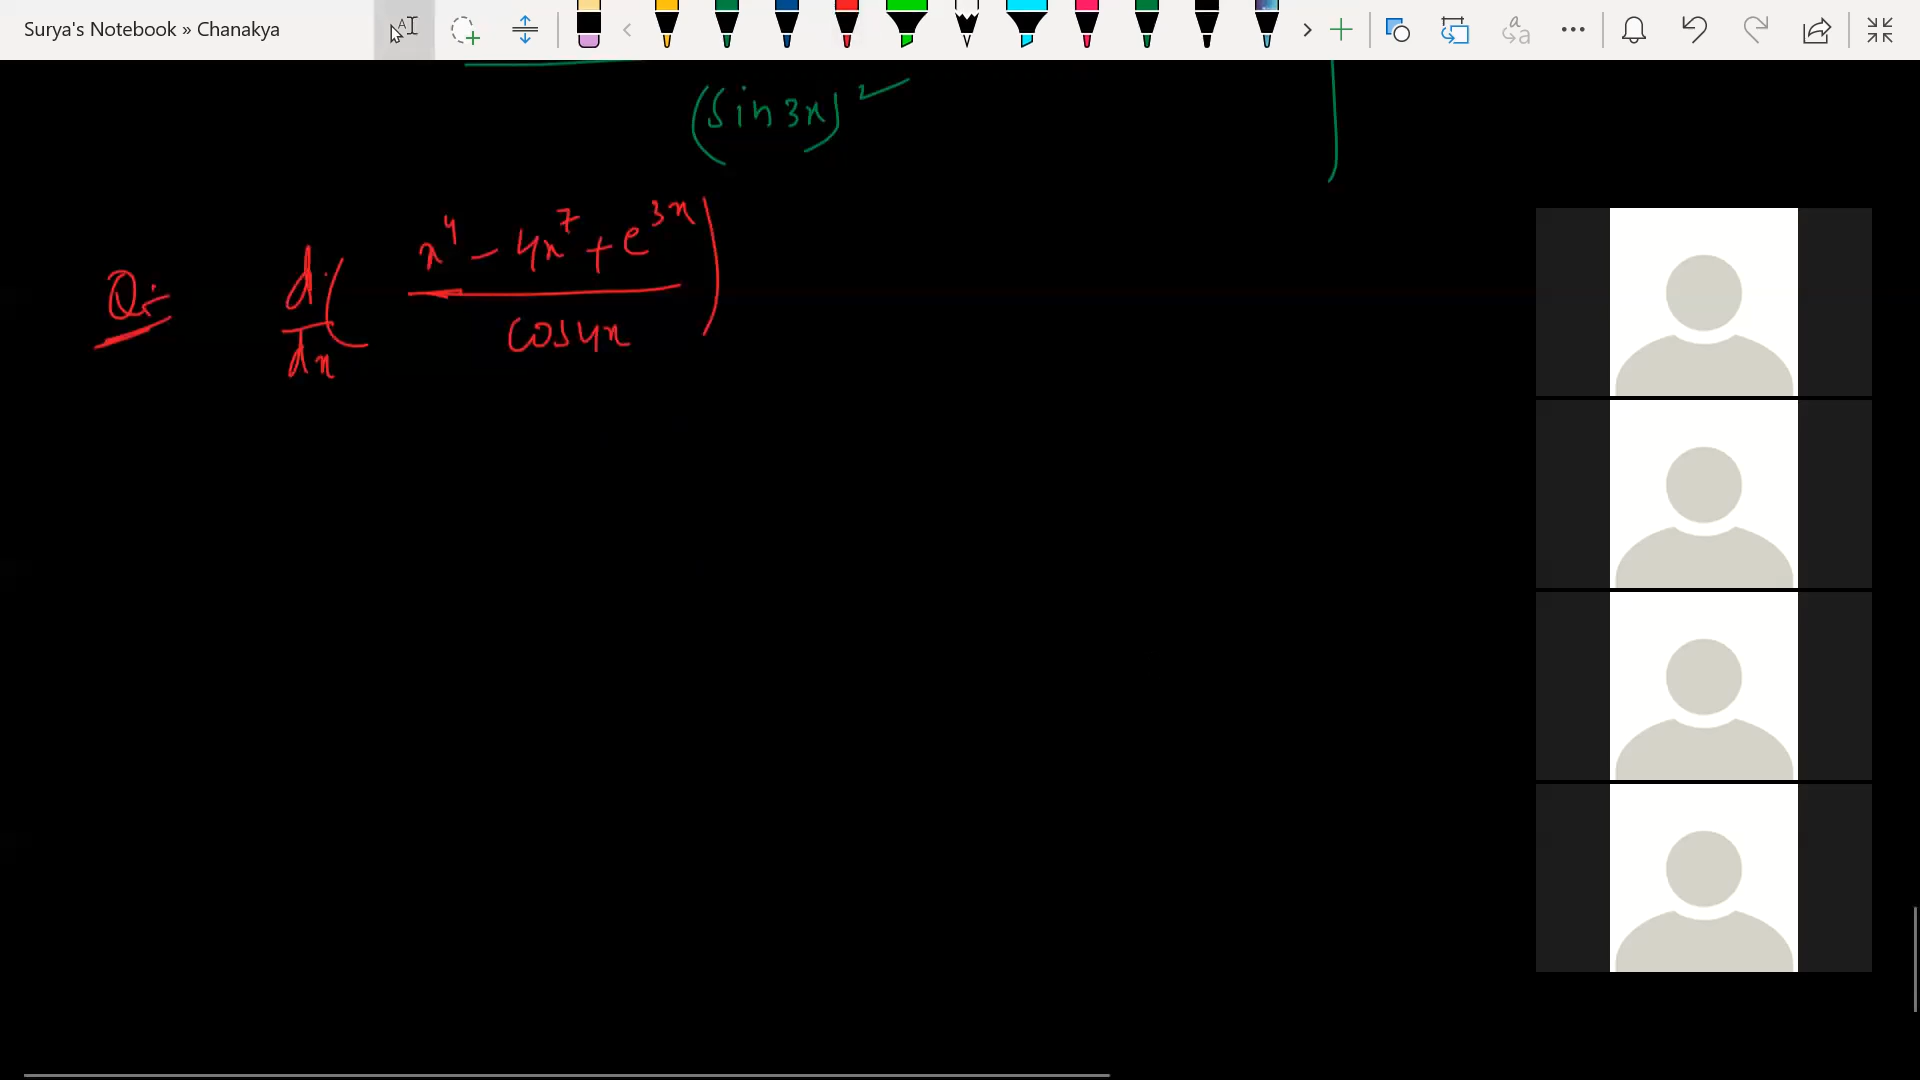 Surya's Notebook » Chanakya
(Sin3x)²
Q:- d/dx ( x⁴ - 4x⁷ + e³ˣ / cos4x )